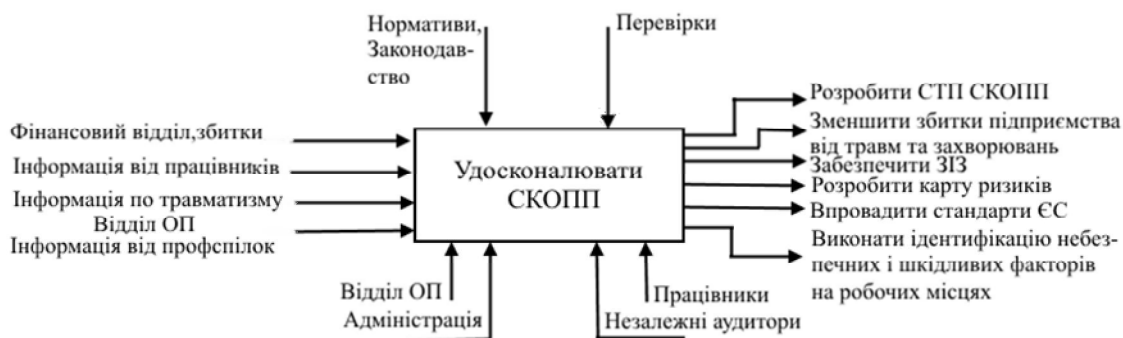 Нормативи,
Законодав-
ство
Перевірки
Фінансовий відділ,збитки
Інформація від працівників
Інформація по травматизму
Відділ ОП
Інформація від профспілок
Удосконалювати
СКОПП
Розробити СТП СКОПП
Зменшити збитки підприємства
від травм та захворювань
Забезпечити ЗІЗ
Розробити карту ризиків
Впровадити стандарти ЄС
Виконати ідентифікацію небез-
печних і шкідливих факторів
на робочих місцях
Відділ ОП
Адміністрація
Працівники
Незалежні аудитори